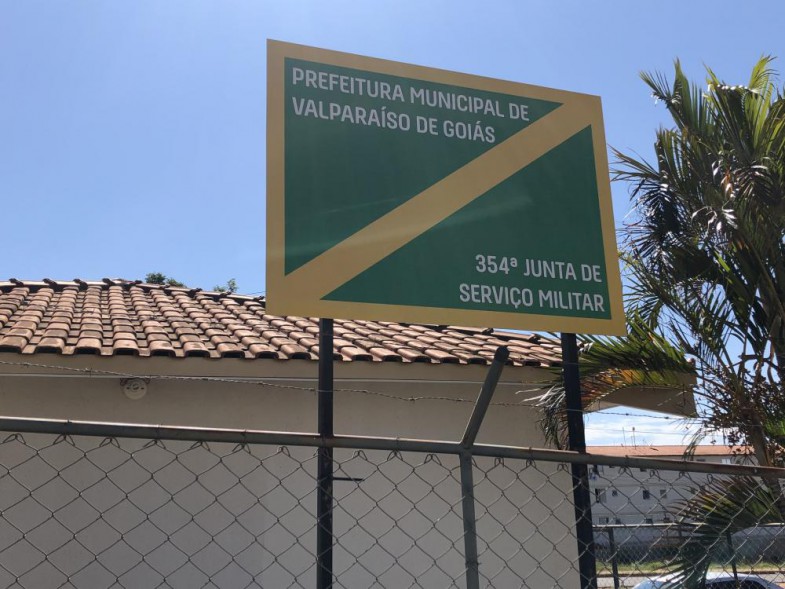 PREFEITURA MUNICIPAL DE
VALPARAÍSO DE GOIÁS
354ª JUNTA DE
SERVIÇO MILITAR